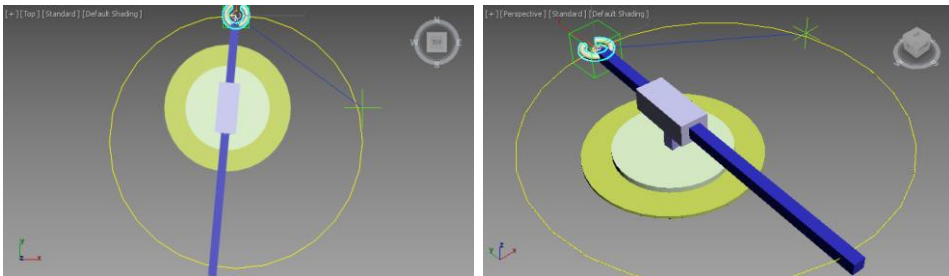 [+] [Top] [Standard] [Default Shading]
N
W
E
S
y
x
[+] [Perspective] [Standard] [Default Shading]
z
y
x